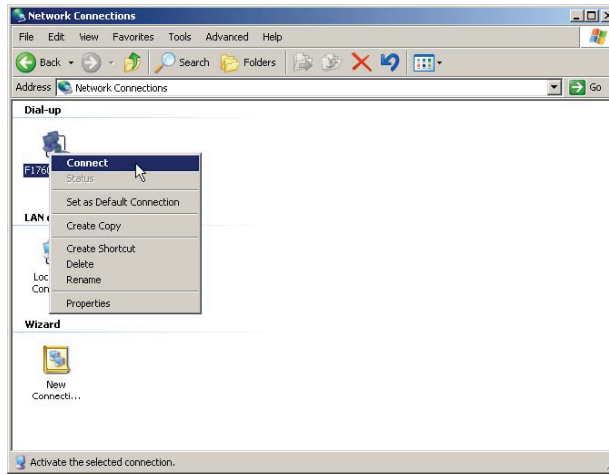 Network Connections
File Edit View Favorites Tools Advanced Help
Back Search Folders
Address Network Connections Go
Dial-up
F1760
Connect
Status
Set as Default Connection
LAN
Create Copy
Create Shortcut
Delete
Loc
Rename
Con
Properties
Wizard
New
Connecti...
Activate the selected connection.